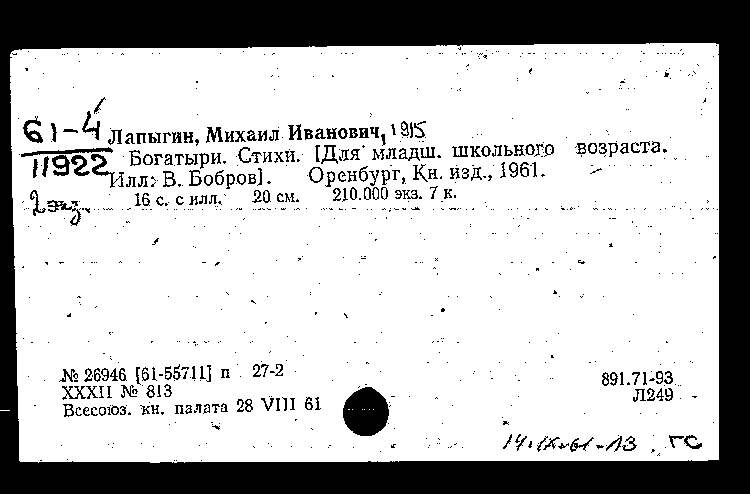 61-4
11922
2 экз.
Лапыгин, Михаил Иванович, 1915
Богатыри. Стихи. [Для младш. школьного возраста.
Илл: В. Бобров]. Оренбург, Кн. изд., 1961.
16 с. с илл. 20 см. 210.000 экз. 7 к.
№ 26946 [61-55711] п 27-2
XXXII № 813
Всесоюз. кн. палата 28 VIII 61
891.71-93
Л249
14.IX-61-ЛЗ. ГС